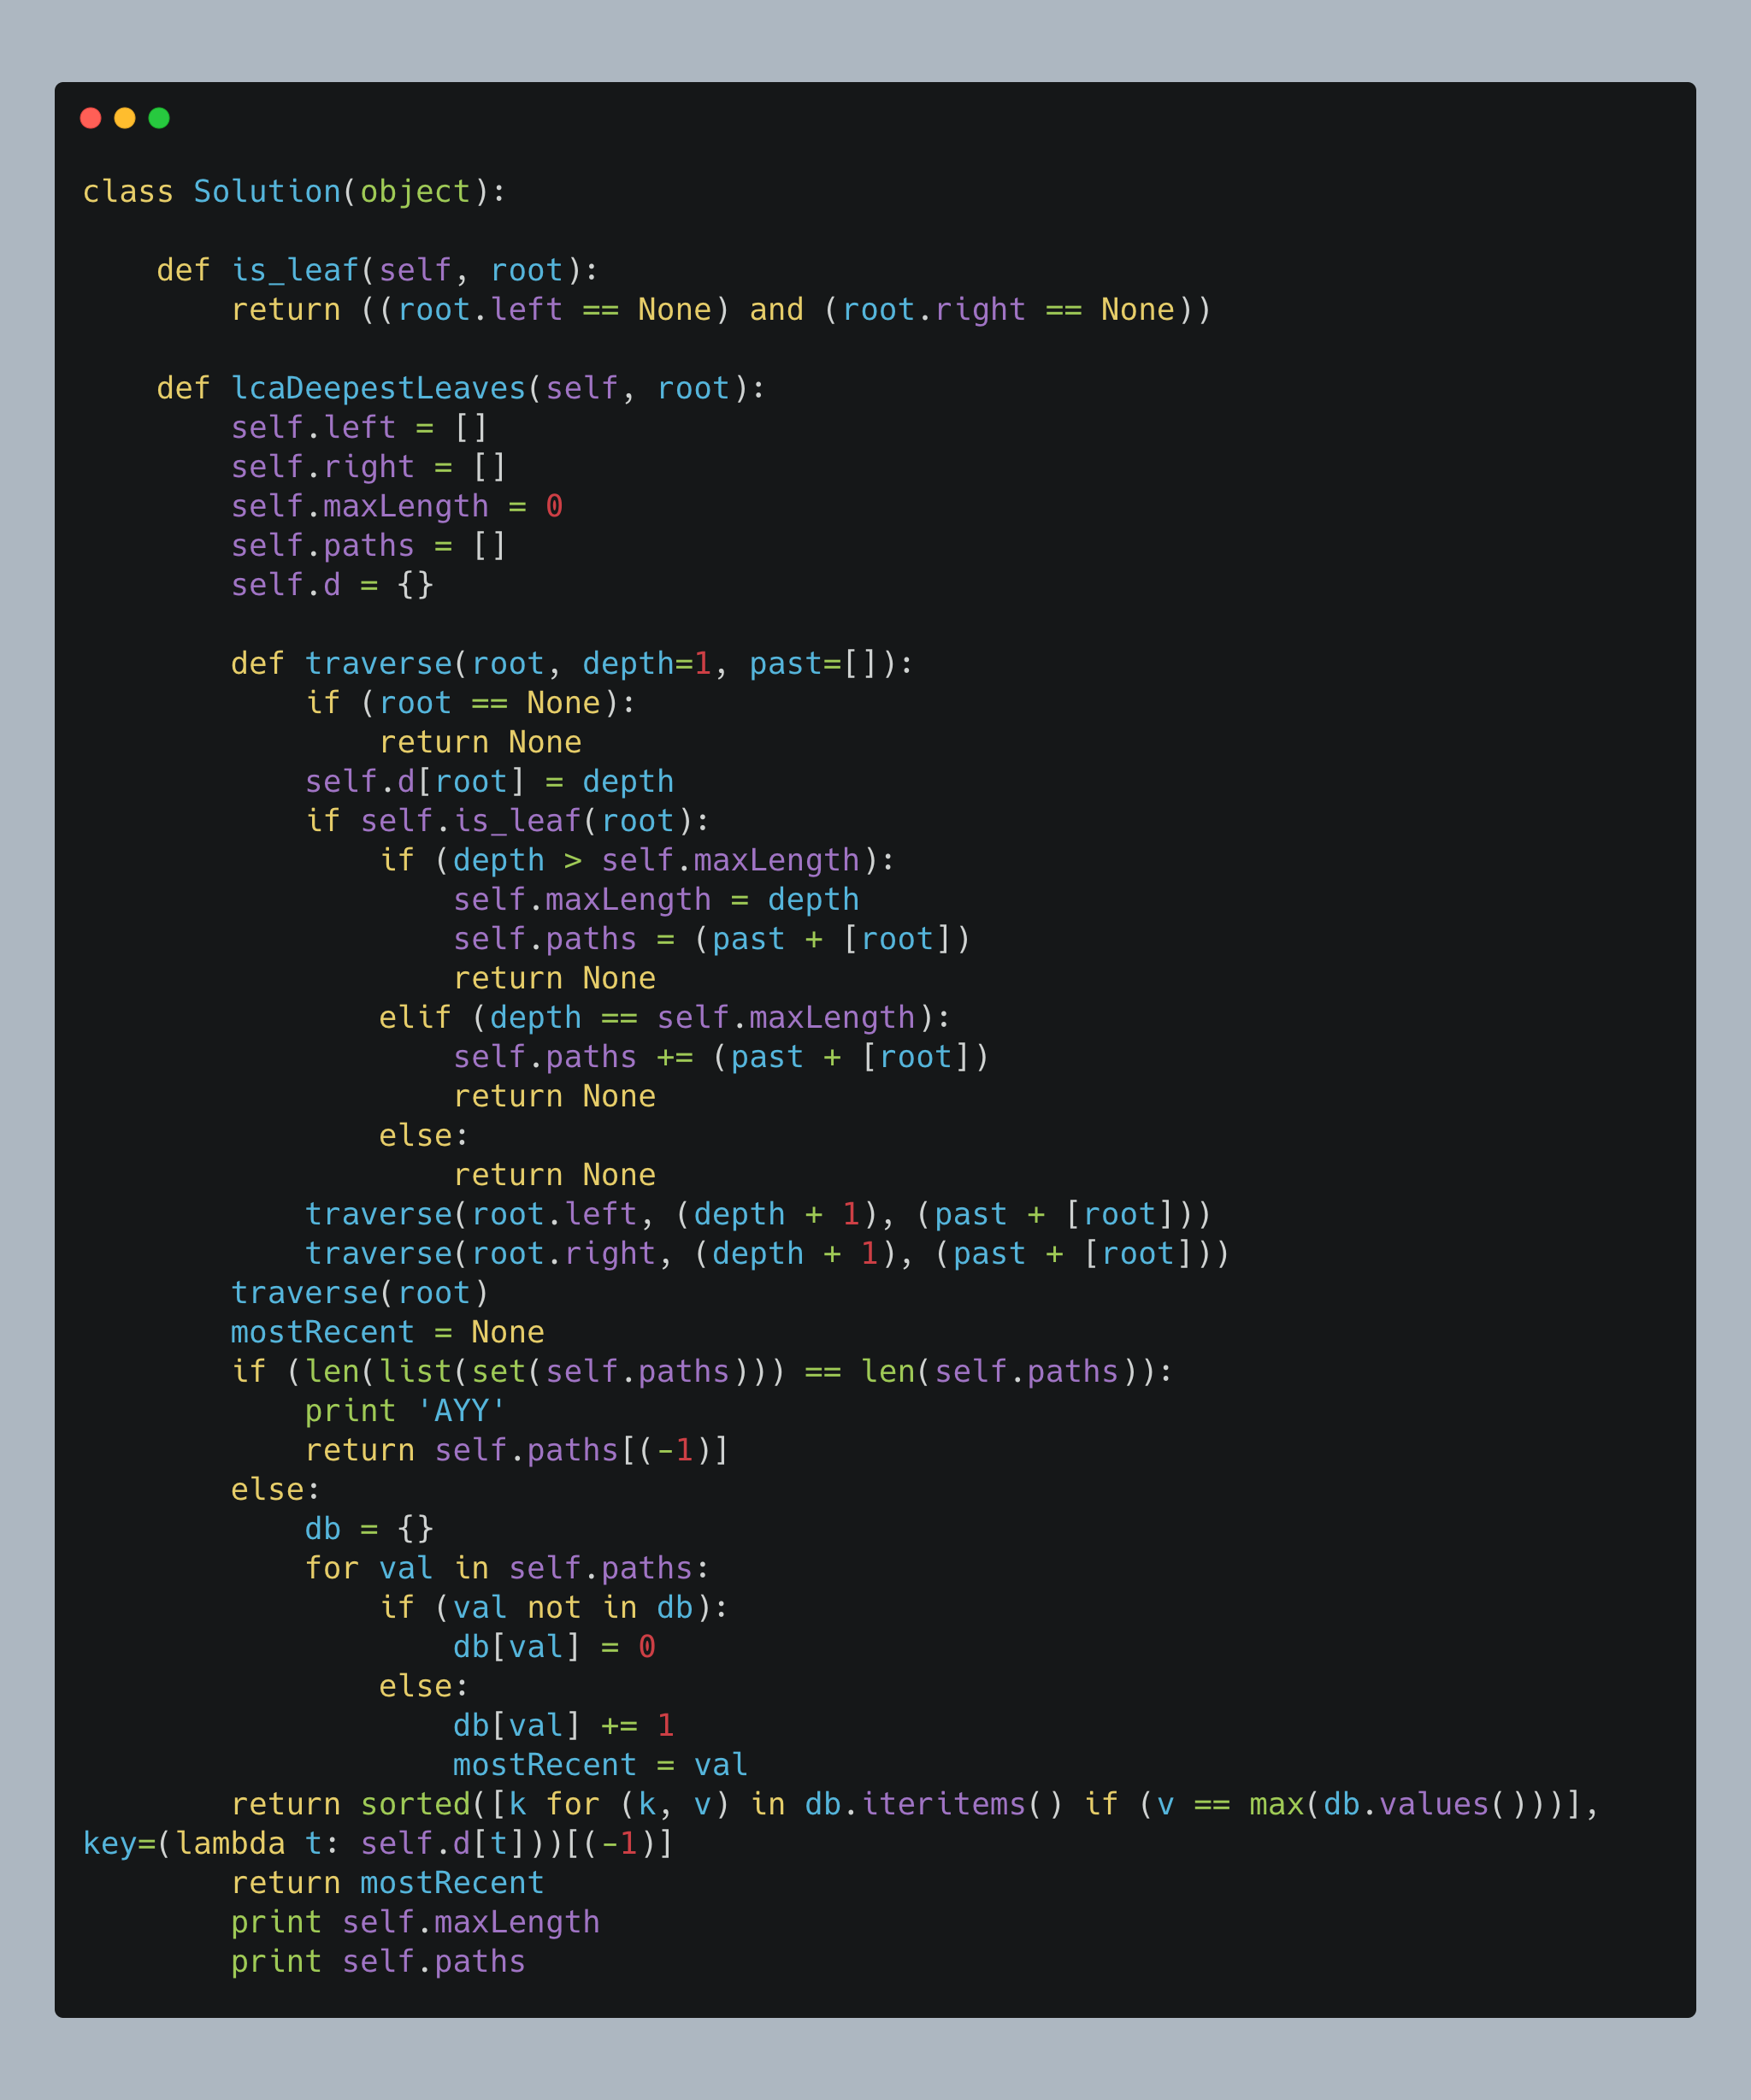 class Solution(object):

    def is_leaf(self, root):
        return ((root.left == None) and (root.right == None))

    def lcaDeepestLeaves(self, root):
        self.left = []
        self.right = []
        self.maxLength = 0
        self.paths = []
        self.d = {}

        def traverse(root, depth=1, past=[]):
            if (root == None):
                return None
            self.d[root] = depth
            if self.is_leaf(root):
                if (depth > self.maxLength):
                    self.maxLength = depth
                    self.paths = (past + [root])
                    return None
                elif (depth == self.maxLength):
                    self.paths += (past + [root])
                    return None
                else:
                    return None
            traverse(root.left, (depth + 1), (past + [root]))
            traverse(root.right, (depth + 1), (past + [root]))
        traverse(root)
        mostRecent = None
        if (len(list(set(self.paths))) == len(self.paths)):
            print 'AYY'
            return self.paths[(-1)]
        else:
            db = {}
            for val in self.paths:
                if (val not in db):
                    db[val] = 0
                else:
                    db[val] += 1
                    mostRecent = val
        return sorted([k for (k, v) in db.iteritems() if (v == max(db.values()))],
key=(lambda t: self.d[t]))[(-1)]
        return mostRecent
        print self.maxLength
        print self.paths